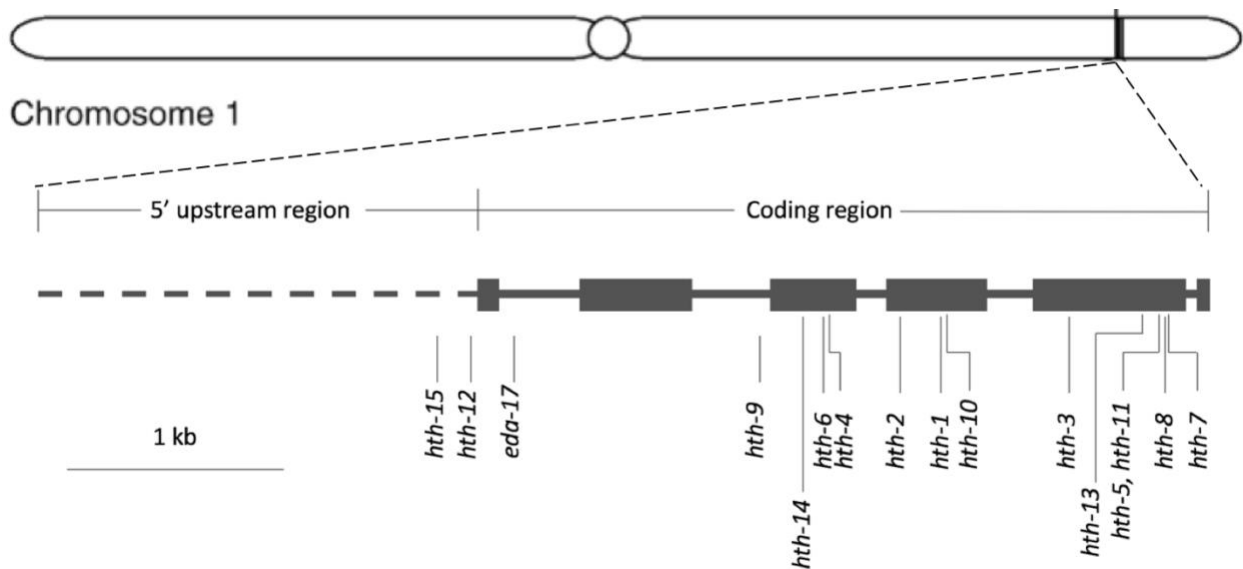 Chromosome 1
5′ upstream region
Coding region
1 kb
hth-15
hth-12
eda-17
hth-9
hth-14
hth-6
hth-4
hth-2
hth-1
hth-10
hth-3
hth-13
hth-5, hth-11
hth-8
hth-7